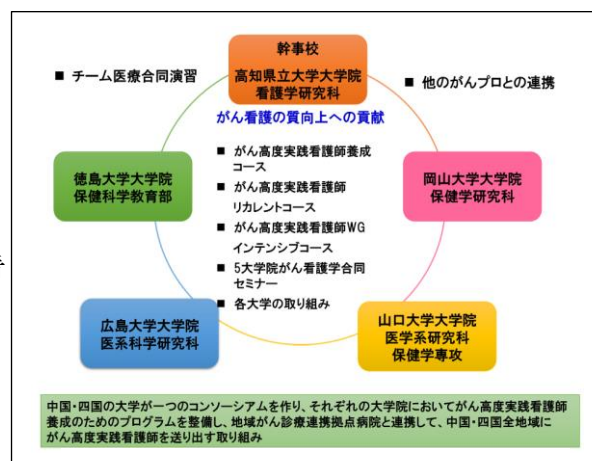 幹事校
高知県立大学大学院
看護学研究科
■ チーム医療合同演習
■ 他のがんプロとの連携
がん看護の質向上への貢献
■ がん高度実践看護師養成
コース
■ がん高度実践看護師
リカレントコース
■ がん高度実践看護師WG
インテンシブコース
■ 5大学院がん看護学合同
セミナー
■ 各大学の取り組み
徳島大学大学院
保健科学教育部
岡山大学大学院
保健学研究科
広島大学大学院
医系科学研究科
山口大学大学院
医学系研究科
保健学専攻
中国・四国の大学が一つのコンソーシアムを作り、それぞれの大学院においてがん高度実践看護師
養成のためのプログラムを整備し、地域がん診療連携拠点病院と連携して、中国・四国全地域に
がん高度実践看護師を送り出す取り組み